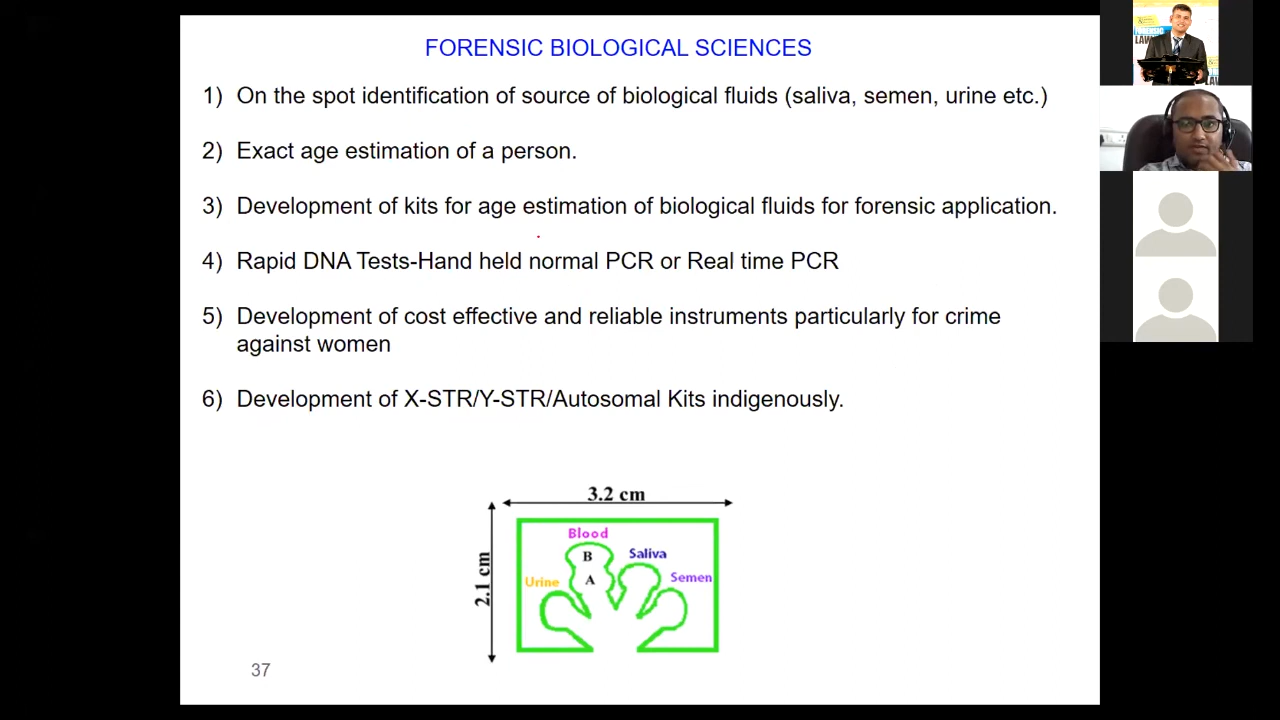 FORENSIC BIOLOGICAL SCIENCES
1) On the spot identification of source of biological fluids (saliva, semen, urine etc.)
2) Exact age estimation of a person.
3) Development of kits for age estimation of biological fluids for forensic application.
4) Rapid DNA Tests-Hand held normal PCR or Real time PCR
5) Development of cost effective and reliable instruments particularly for crime
against women
6) Development of X-STR/Y-STR/Autosomal Kits indigenously.
3.2 cm
2.1 cm
Blood
B
A
Saliva
Urine
Semen
37
LAW